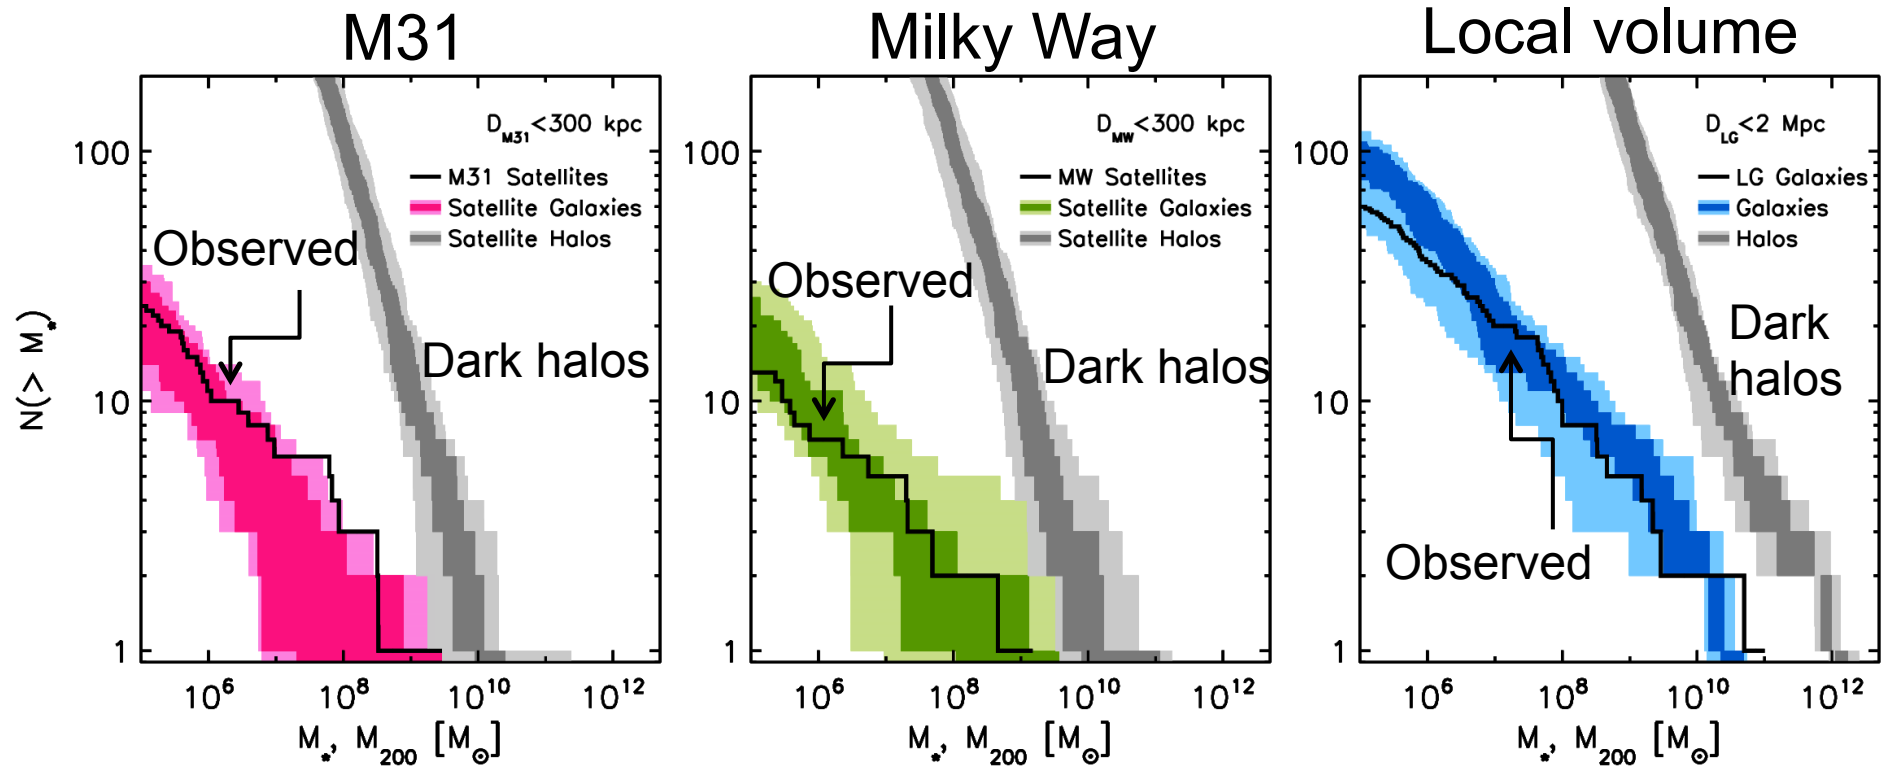 M31
Milky Way
Local volume
N(> M*)
100
10
1
D_M31<300 kpc
M31 Satellites
Satellite Galaxies
Satellite Halos
Observed
Dark halos
10^6 10^8 10^10 10^12
M*, M_200 [M⊙]
100
10
1
D_MW<300 kpc
MW Satellites
Satellite Galaxies
Satellite Halos
Observed
Dark halos
10^6 10^8 10^10 10^12
M*, M_200 [M⊙]
100
10
1
D_LG<2 Mpc
LG Galaxies
Galaxies
Halos
Dark
halos
Observed
10^6 10^8 10^10 10^12
M*, M_200 [M⊙]